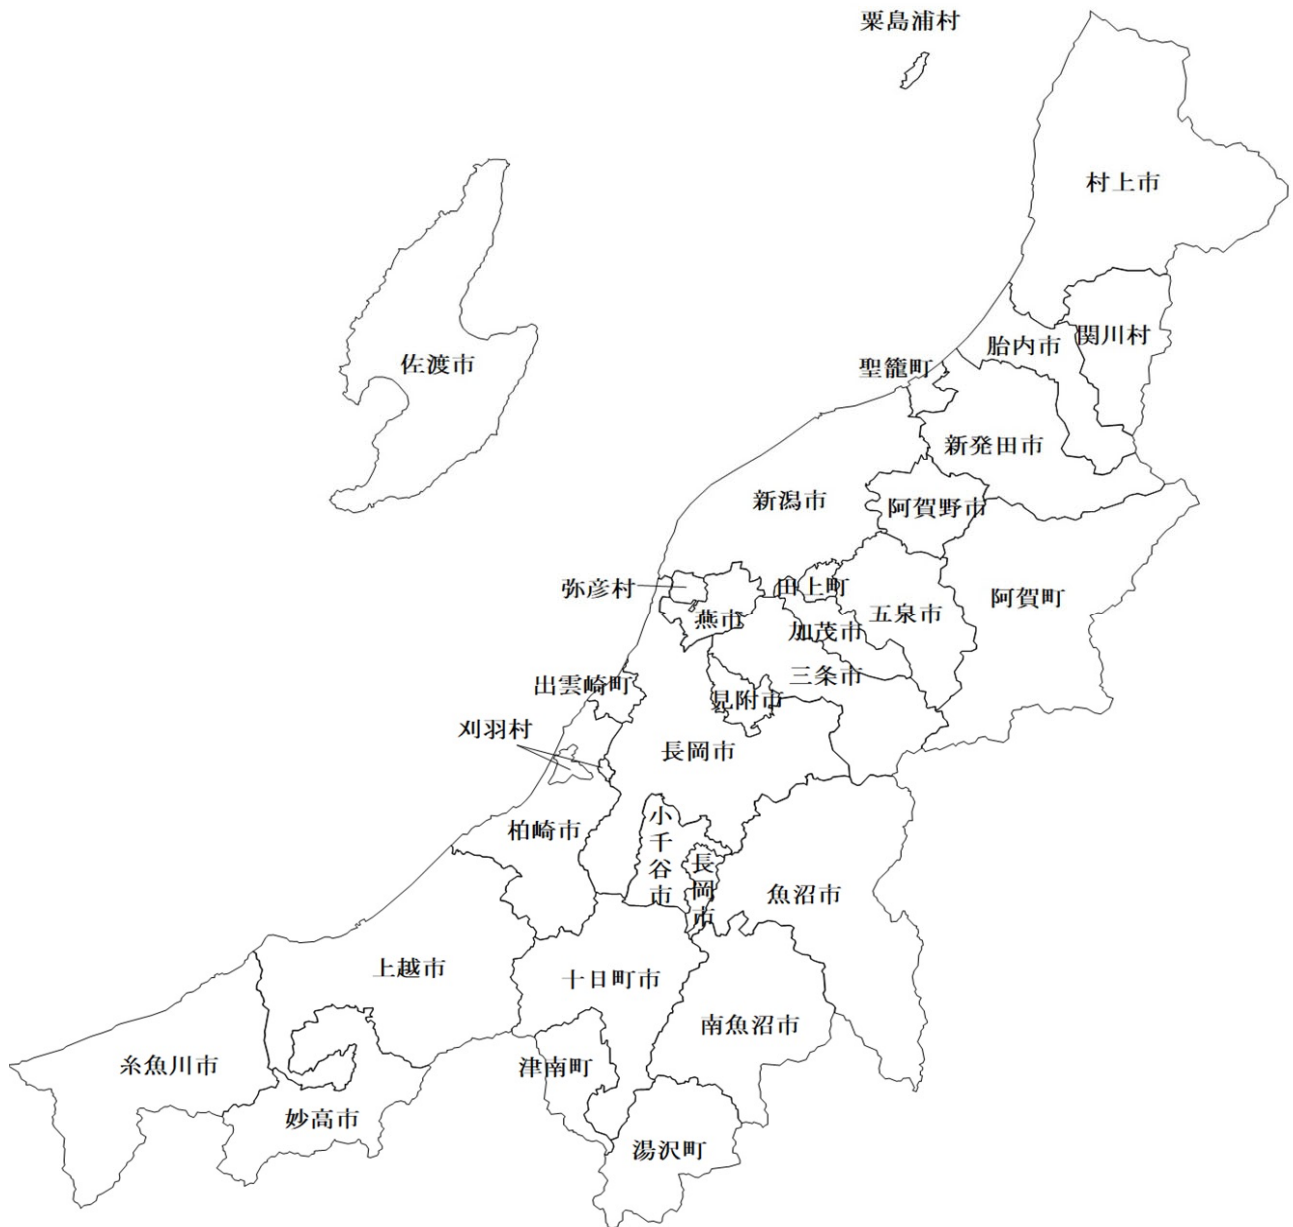 粟島浦村
村上市
関川村
胎内市
佐渡市
聖籠町
新発田市
新潟市
阿賀野市
弥彦村
田上町
阿賀町
燕市
五泉市
加茂市
三条市
出雲崎町
見附市
刈羽村
長岡市
柏崎市
小千谷市
長岡市
魚沼市
上越市
十日町市
南魚沼市
糸魚川市
津南町
妙高市
湯沢町